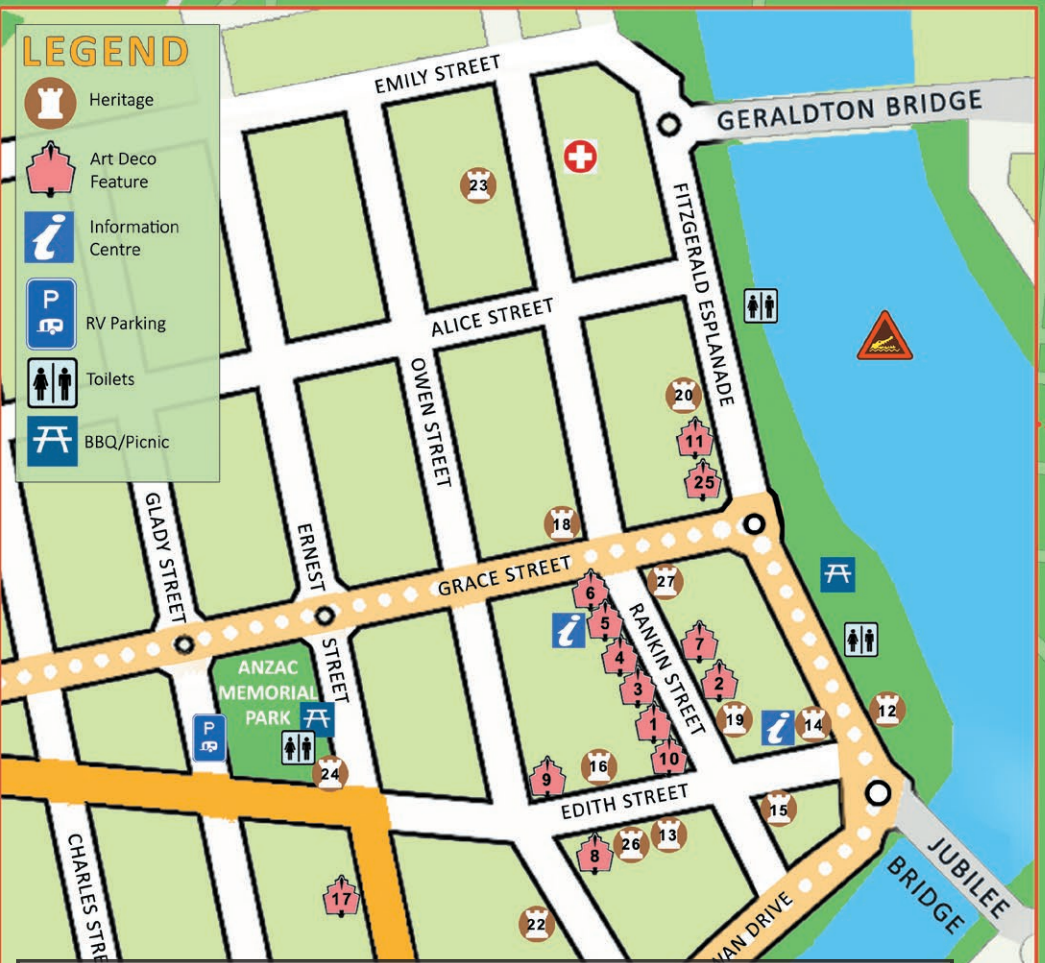 LEGEND
Heritage
Art Deco
Feature
i
Information
Centre
P
RV Parking
Toilets
BBQ/Picnic
EMILY STREET
GERALDTON BRIDGE
23
FITZGERALD ESPLANADE
ALICE STREET
OWEN STREET
20
11
25
18
GLADY STREET
ERNEST
STREET
GRACE STREET
27
6
5
i
4
3
1
10
RANKIN STREET
7
2
19
i
14
12
ANZAC
MEMORIAL
PARK
P
24
9
16
EDITH STREET
15
8
26
13
JUBILEE
BRIDGE
CHARLES STRE
17
22
VAN DRIVE